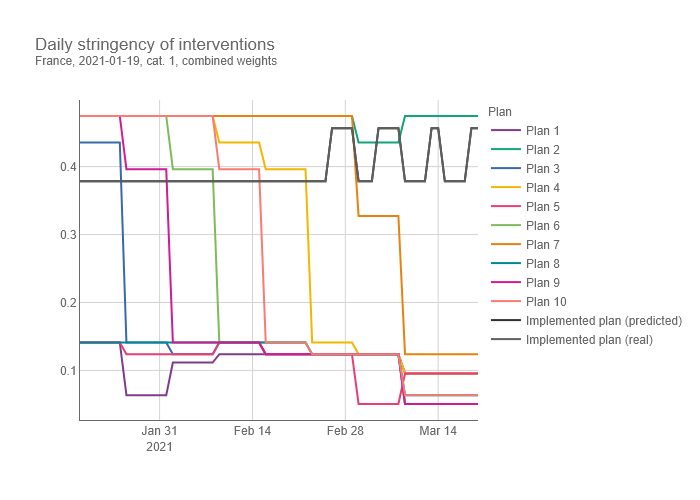 Daily stringency of interventions
France, 2021-01-19, cat. 1, combined weights
Plan
Plan 1
Plan 2
Plan 3
Plan 4
Plan 5
Plan 6
Plan 7
Plan 8
Plan 9
Plan 10
Implemented plan (predicted)
Implemented plan (real)
0.4
0.3
0.2
0.1
Jan 31 Feb 14 Feb 28 Mar 14
2021